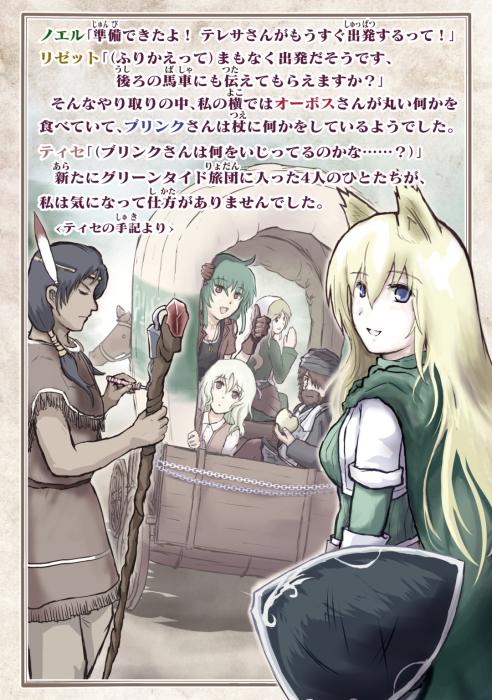 ノエル「準備できたよ！ テレサさんがもうすぐ出発するって！」
リゼット「(ふりかえって)まもなく出発だそうです、
後ろの馬車にも伝えてもらえますか？」
そんなやり取りの中、私の横ではオーボスさんが丸い何かを
食べていて、ブリンクさんは杖に何かをしているようでした。
ティセ「(ブリンクさんは何をいじってるのかな……？)」
新たにグリーンタイド旅団に入った4人のひとたちが、
私は気になって仕方がありませんでした。
<ティセの手記より>